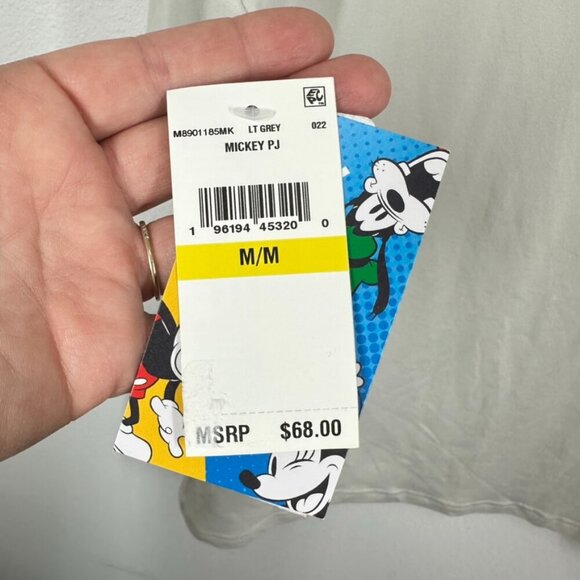 M8901185MK LT GREY 022
MICKEY PJ
1 96194 45320 0
M/M
MSRP $68.00